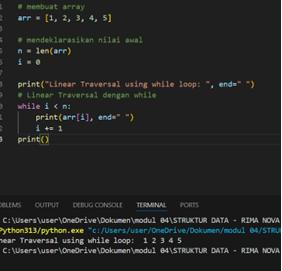 # membuat array
arr = [1, 2, 3, 4, 5]
# mendeklarasikan nilai awal
n = len(arr)
i = 0
print("Linear Traversal using while loop: ", end=" ")
# Linear Traversal dengan while
while i < n:
    print(arr[i], end=" ")
    i += 1
print()
OUTPUT DEBUG CONSOLE TERMINAL PORTS
C:\Users\user\OneDrive\Dokumen\modul 04\STRUKTUR DATA - RIMA NOVA
Python313/python.exe "c:/Users/user/OneDrive/Dokumen/modul 04/STRU
near Traversal using while loop:  1 2 3 4 5
C:\Users\user\OneDrive\Dokumen\modul 04\STRUKTUR DATA - RIMA NOVA